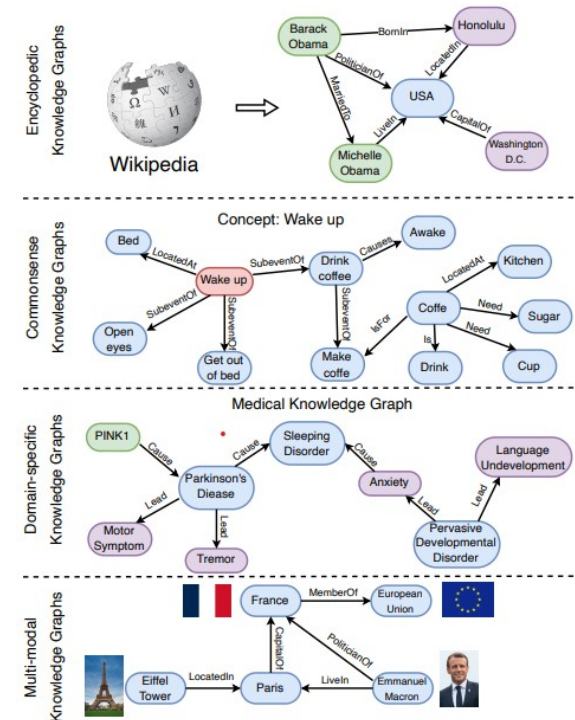 Encyclopedic
Knowledge Graphs
Wikipedia
Barack
Obama
BornIn
Honolulu
PoliticianOf
LocatedIn
MarriedTo
USA
LiveIn
CapitalOf
Michelle
Obama
Washington
D.C.
Commonsense
Knowledge Graphs
Concept: Wake up
Bed
LocatedAt
Wake up
SubeventOf
Drink
coffee
Causes
Awake
SubeventOf
Open
eyes
SubeventOf
Get out
of bed
SubeventOf
Make
coffe
IsFor
Coffe
LocatedAt
Kitchen
Need
Sugar
Need
Cup
Is
Drink
Domain-specific
Knowledge Graphs
Medical Knowledge Graph
PINK1
Cause
Parkinson's
Diease
Cause
Sleeping
Disorder
Lead
Motor
Symptom
Lead
Tremor
Cause
Anxiety
Lead
Pervasive
Developmental
Disorder
Lead
Language
Undevelopment
Multi-modal
Knowledge Graphs
France
MemberOf
European
Union
CapitalOf
PoliticianOf
Eiffel
Tower
LocatedIn
Paris
LiveIn
Emmanuel
Macron